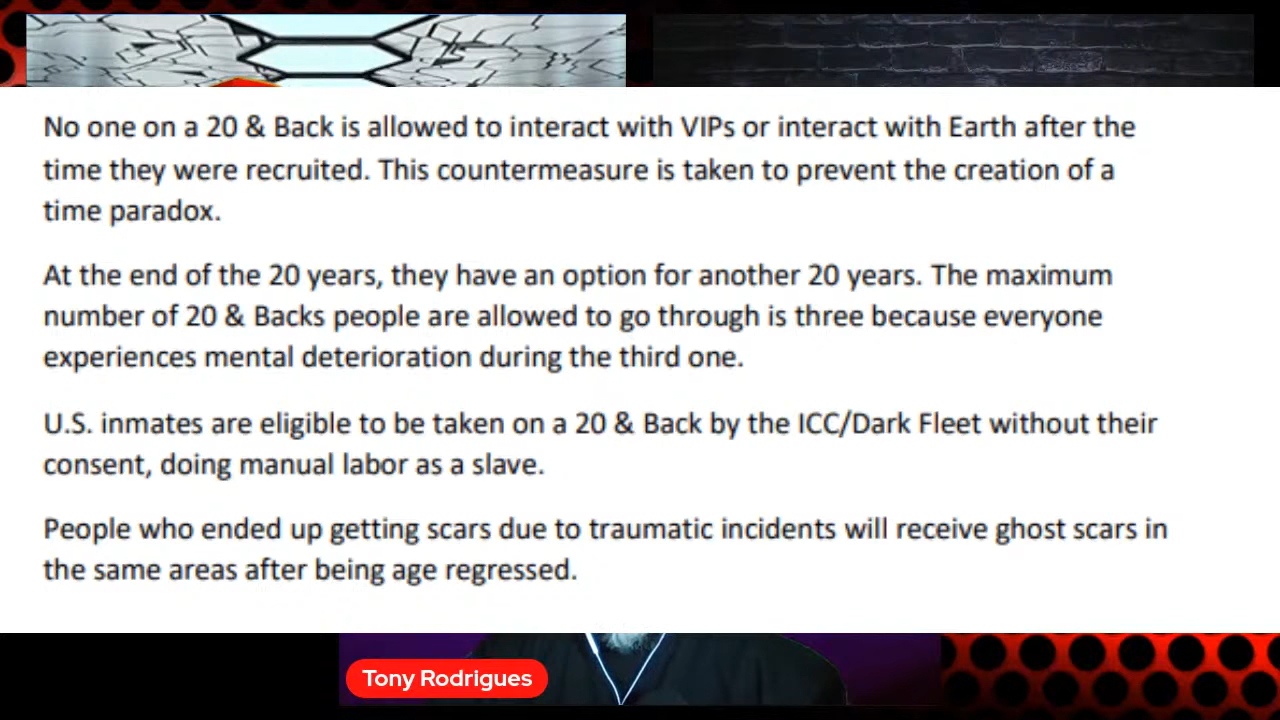 No one on a 20 & Back is allowed to interact with VIPs or interact with Earth after the
time they were recruited. This countermeasure is taken to prevent the creation of a
time paradox.
At the end of the 20 years, they have an option for another 20 years. The maximum
number of 20 & Backs people are allowed to go through is three because everyone
experiences mental deterioration during the third one.
U.S. inmates are eligible to be taken on a 20 & Back by the ICC/Dark Fleet without their
consent, doing manual labor as a slave.
People who ended up getting scars due to traumatic incidents will receive ghost scars in
the same areas after being age regressed.
Tony Rodrigues